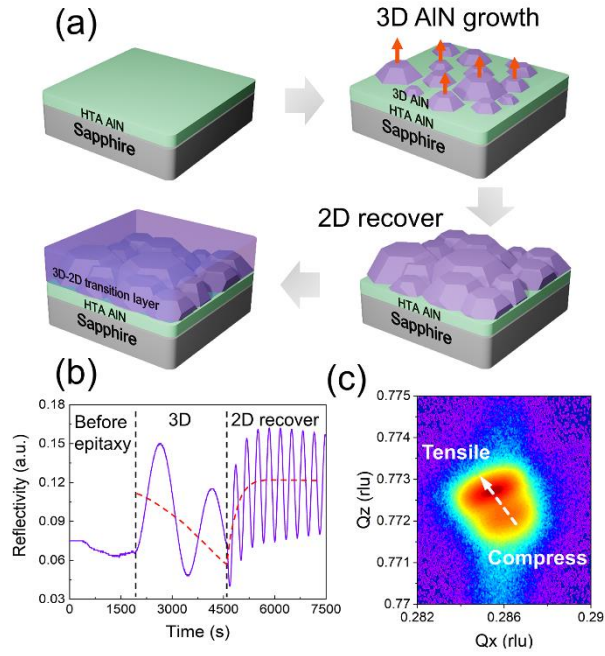 (a)
3D AlN growth
HTA AlN
Sapphire
3D AlN
HTA AlN
Sapphire
2D recover
3D-2D transition layer
HTA AlN
Sapphire
HTA AlN
Sapphire
(b)
0.18
0.15
0.12
0.09
0.06
0.03
Reflectivity (a.u.)
Before
epitaxy
3D
2D recover
0 1500 3000 4500 6000 7500
Time (s)
(c)
0.775
0.774
0.773
0.772
0.771
0.77
Qz (rlu)
Tensile
Compress
0.282 0.286 0.29
Qx (rlu)